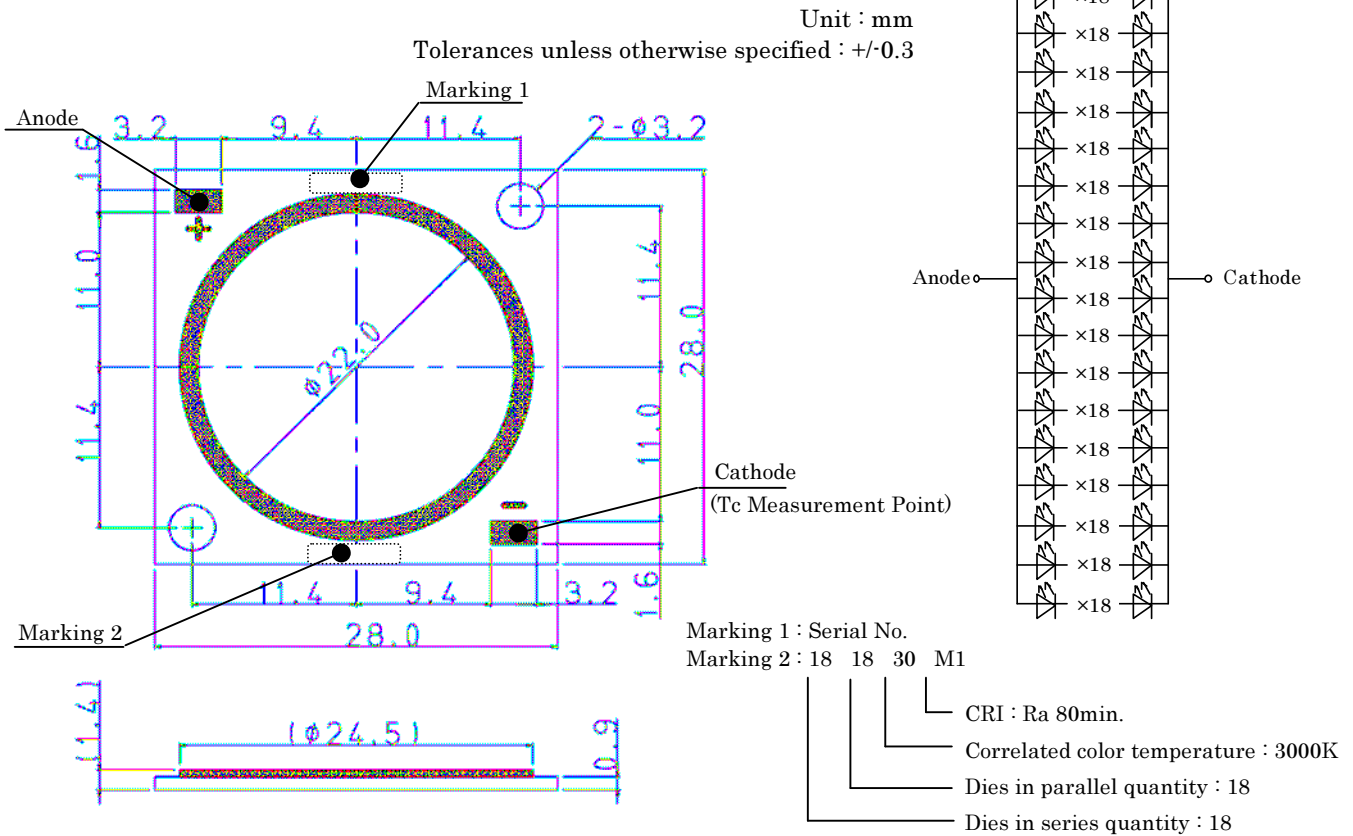 Unit : mm
Tolerances unless otherwise specified : +/-0.3
Marking 1
Anode
3.2
9.4
11.4
2-ø3.2
1.6
+
11.0
11.4
11.4
28.0
ø22.0
11.0
Cathode
(Tc Measurement Point)
-
11.4
9.4
3.2
1.6
Marking 2
28.0
(1.4)
(ø24.5)
0.9
×18
×18
×18
×18
×18
×18
×18
×18
Anode
Cathode
×18
×18
×18
×18
×18
×18
×18
×18
×18
Marking 1 : Serial No.
Marking 2 : 18 18 30 M1
CRI : Ra 80min.
Correlated color temperature : 3000K
Dies in parallel quantity : 18
Dies in series quantity : 18